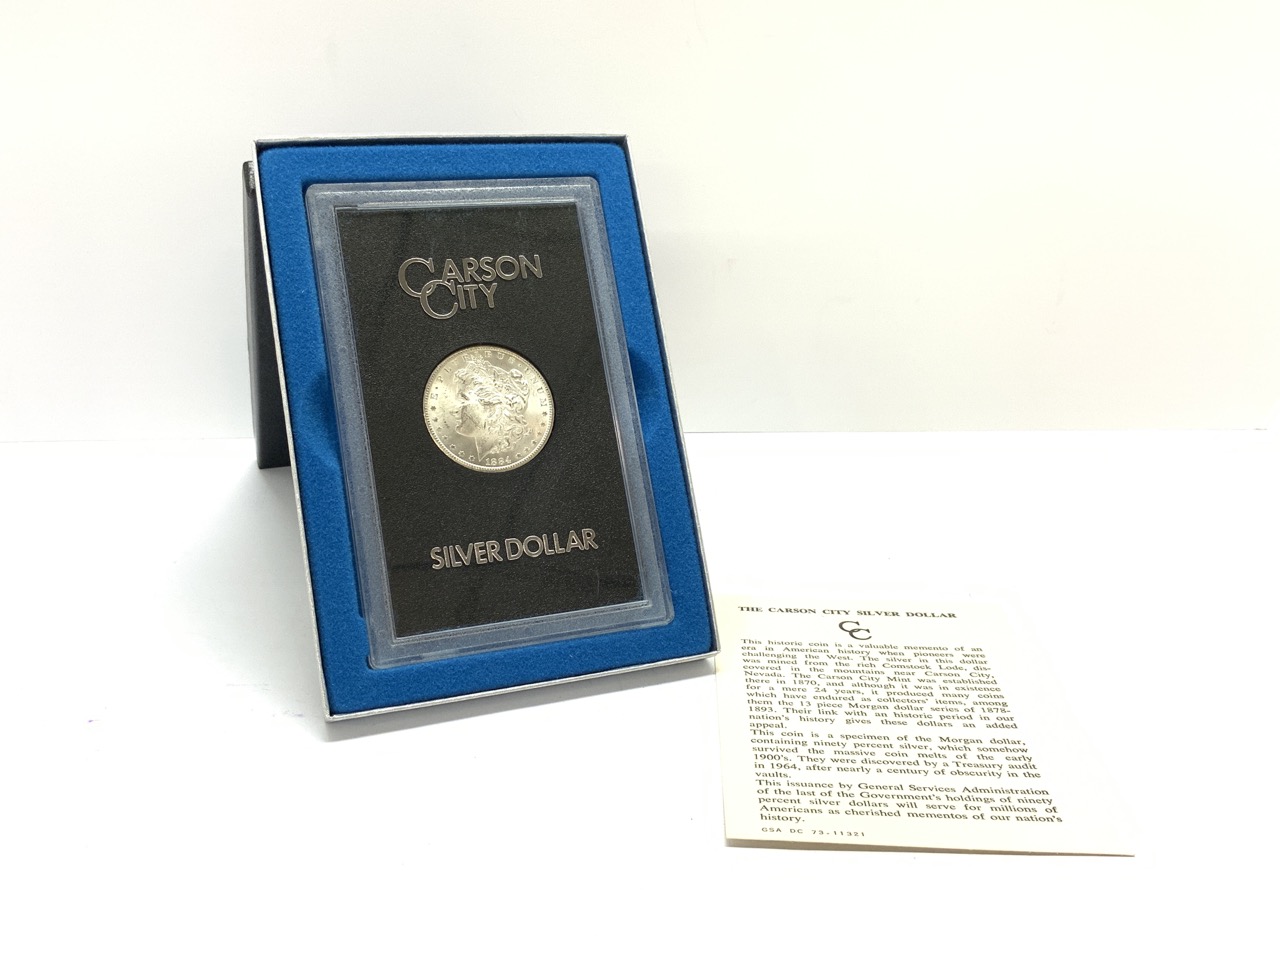 CARSON
CITY
E · PLURIBUS · UNUM
1884
SILVER DOLLAR
THE CARSON CITY SILVER DOLLAR
CC
This historic coin is a valuable memento of an
era in American history when pioneers were
challenging the West. The silver in this dollar
was mined from the rich Comstock Lode, dis-
covered in the mountains near Carson City,
Nevada. The Carson City Mint was established
there in 1870, and although it was in existence
for a mere 24 years, it produced many coins
which have endured as collectors' items, among
them the 13 piece Morgan dollar series of 1878-
1893. Their link with an historic period in our
nation's history gives these dollars an added
appeal.
This coin is a specimen of the Morgan dollar,
containing ninety percent silver, which somehow
survived the massive coin melts of the early
1900's. They were discovered by a Treasury audit
in 1964, after nearly a century of obscurity in the
vaults.
This issuance by General Services Administration
of the last of the Government's holdings of ninety
percent silver dollars will serve for millions of
Americans as cherished mementos of our nation's
history.
GSA DC 73.11321